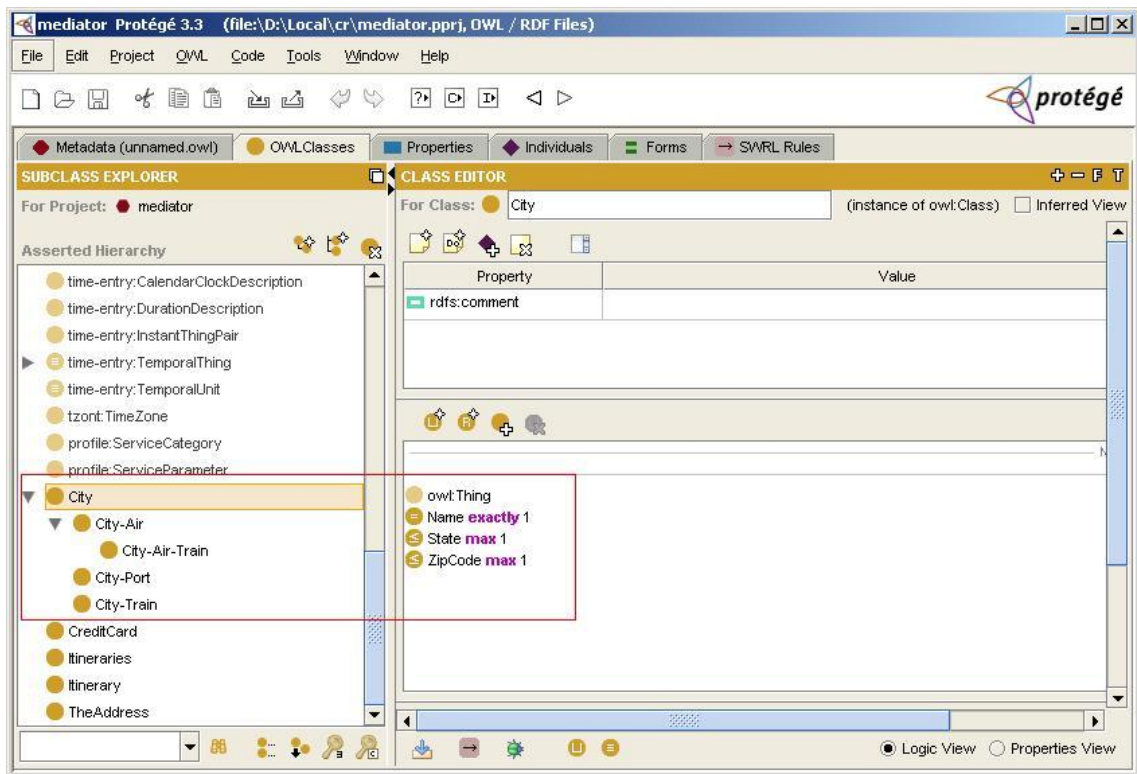 mediator Protégé 3.3 (file:\D:\Local\cr\mediator.pprj, OWL / RDF Files)
File Edit Project OWL Code Tools Window Help
protégé
Metadata (unnamed.owl) OWLClasses Properties Individuals Forms SWRL Rules
SUBCLASS EXPLORER
For Project: mediator
Asserted Hierarchy
time-entry:CalendarClockDescription
time-entry:DurationDescription
time-entry:InstantThingPair
time-entry:TemporalThing
time-entry:TemporalUnit
tzont:TimeZone
profile:ServiceCategory
profile:ServiceParameter
City
City-Air
City-Air-Train
City-Port
City-Train
CreditCard
Itineraries
Itinerary
TheAddress
CLASS EDITOR
F T
For Class: City (instance of owl:Class) Inferred View
Property Value
rdfs:comment
owl:Thing
Name exactly 1
State max 1
ZipCode max 1
Logic View Properties View